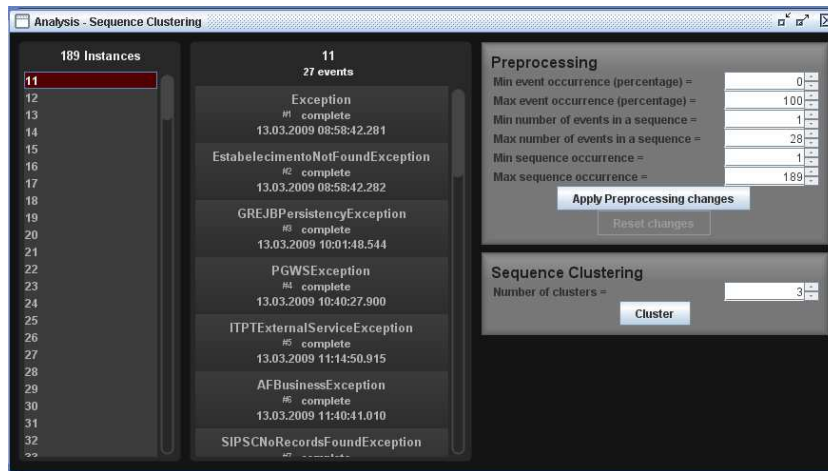 Analysis - Sequence Clustering
189 Instances
11
12
13
14
15
16
17
18
19
20
21
22
23
24
25
26
27
28
29
30
31
32
33
11
27 events
Exception
#1 complete
13.03.2009 08:58:42.281
EstabelecimentoNotFoundException
#2 complete
13.03.2009 08:58:42.282
GREJBPersistencyException
#3 complete
13.03.2009 10:01:48.544
PGWSException
#4 complete
13.03.2009 10:40:27.900
ITPTExternalServiceException
#5 complete
13.03.2009 11:14:50.915
AFBusinessException
#6 complete
13.03.2009 11:40:41.010
SIPSCNoRecordsFoundException
#7 complete
Preprocessing
Min event occurrence (percentage) = 0
Max event occurrence (percentage) = 100
Min number of events in a sequence = 1
Max number of events in a sequence = 28
Min sequence occurrence = 1
Max sequence occurrence = 189
Apply Preprocessing changes
Reset changes
Sequence Clustering
Number of clusters = 3
Cluster